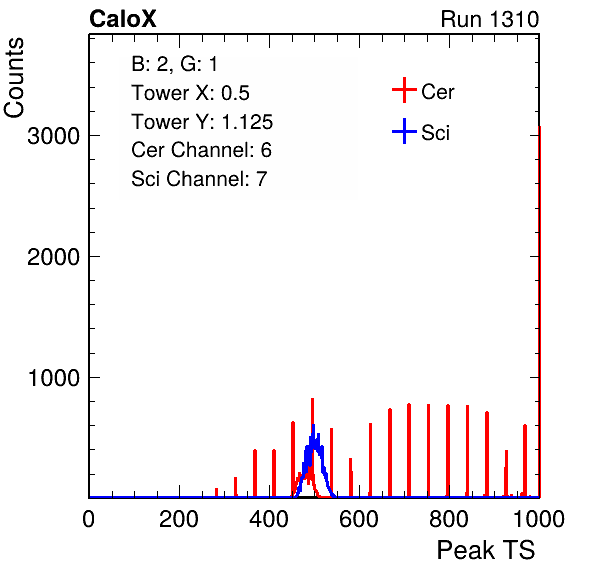 CaloX Run 1310
Counts
B: 2, G: 1
Tower X: 0.5
Tower Y: 1.125
Cer Channel: 6
Sci Channel: 7
Cer
Sci
3000
2000
1000
0 200 400 600 800 1000
Peak TS